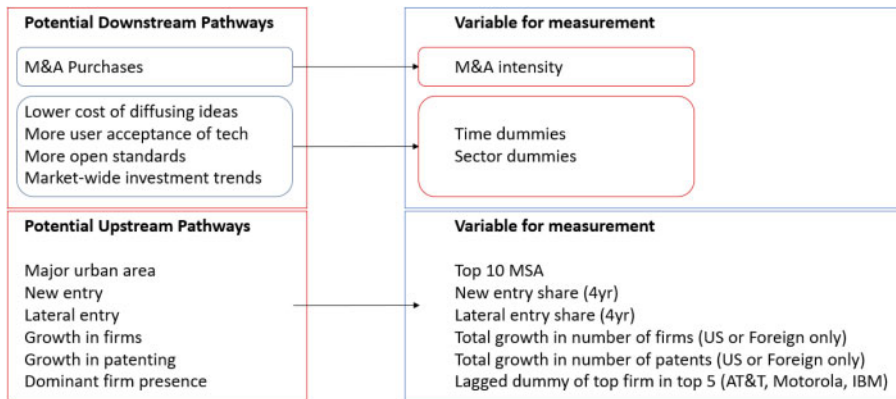 Potential Downstream Pathways
Variable for measurement
M&A Purchases
M&A intensity
Lower cost of diffusing ideas
More user acceptance of tech
More open standards
Market-wide investment trends
Time dummies
Sector dummies
Potential Upstream Pathways
Variable for measurement
Major urban area
New entry
Lateral entry
Growth in firms
Growth in patenting
Dominant firm presence
Top 10 MSA
New entry share (4yr)
Lateral entry share (4yr)
Total growth in number of firms (US or Foreign only)
Total growth in number of patents (US or Foreign only)
Lagged dummy of top firm in top 5 (AT&T, Motorola, IBM)